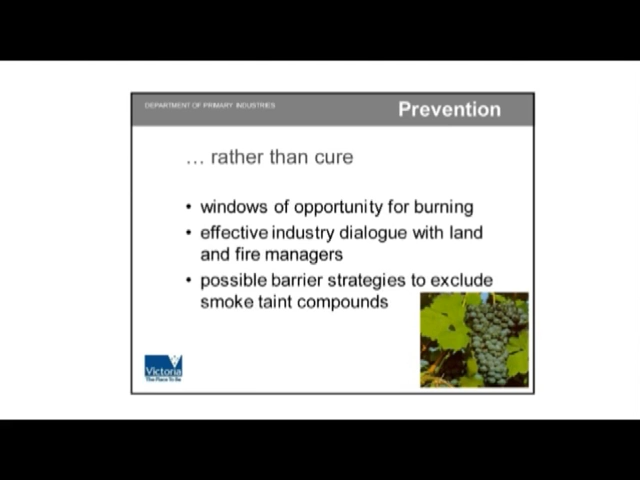 DEPARTMENT OF PRIMARY INDUSTRIES
Prevention
... rather than cure
• windows of opportunity for burning
• effective industry dialogue with land
and fire managers
• possible barrier strategies to exclude
smoke taint compounds
Victoria
The Place To Be